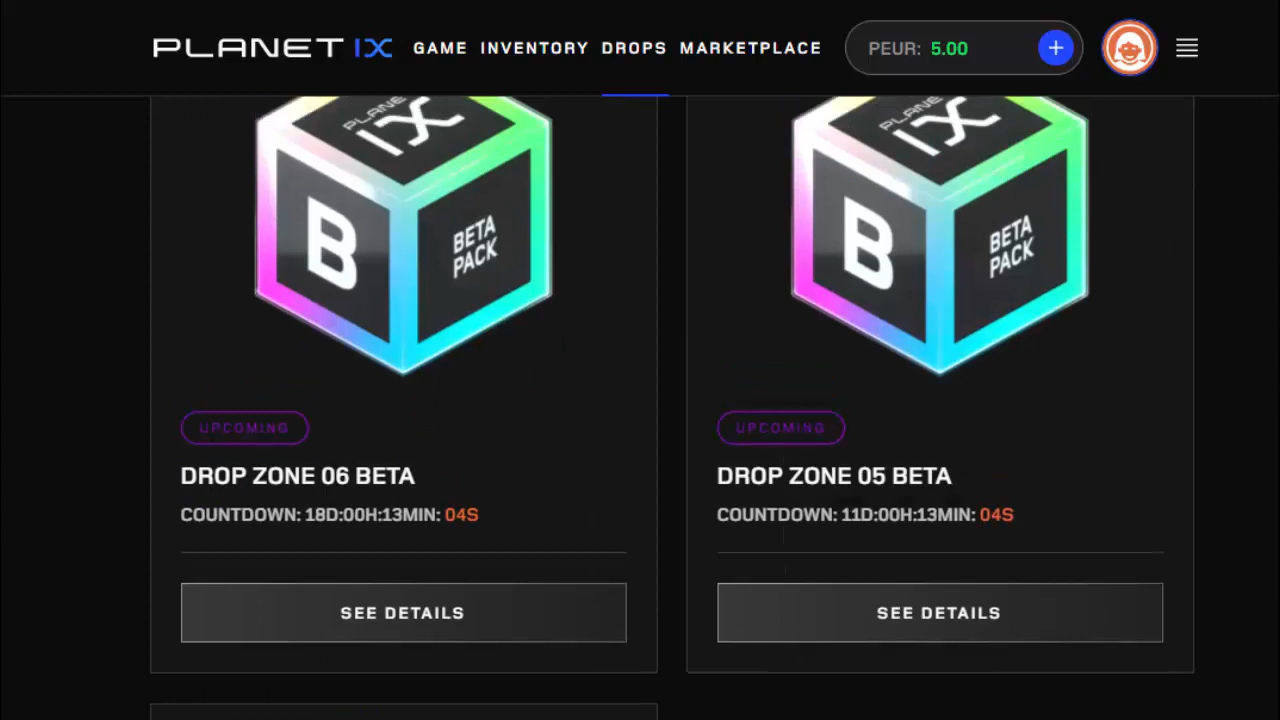 PLANET IX GAME INVENTORY DROPS MARKETPLACE PEUR: 5.00 +
PLANE
IX
B
BETA
PACK
UPCOMING
DROP ZONE 06 BETA
COUNTDOWN: 18D:00H:13MIN: 04S
SEE DETAILS
PLANE
IX
B
BETA
PACK
UPCOMING
DROP ZONE 05 BETA
COUNTDOWN: 11D:00H:13MIN: 04S
SEE DETAILS